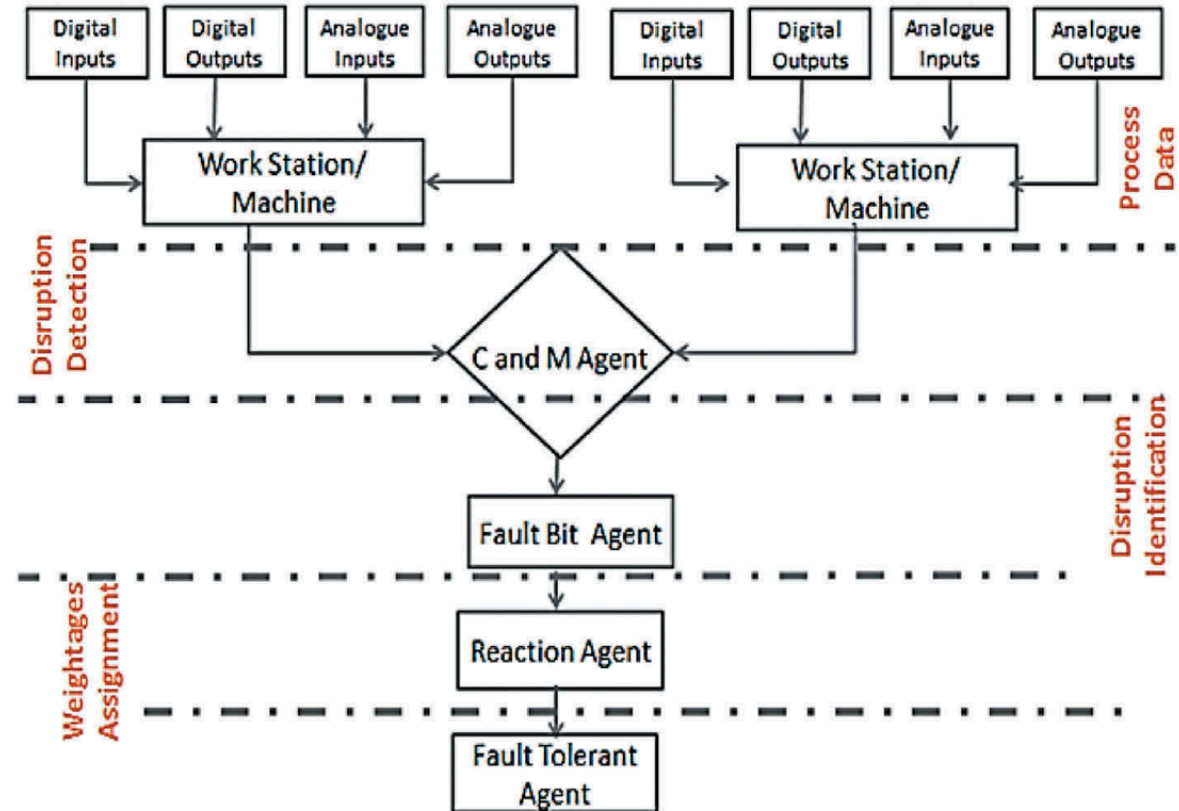 Digital
Inputs
Digital
Outputs
Analogue
Inputs
Analogue
Outputs
Digital
Inputs
Digital
Outputs
Analogue
Inputs
Analogue
Outputs
Work Station/
Machine
Work Station/
Machine
Process
Data
Disruption
Detection
C and M Agent
Disruption
Identification
Fault Bit Agent
Weightages
Assignment
Reaction Agent
Fault Tolerant
Agent